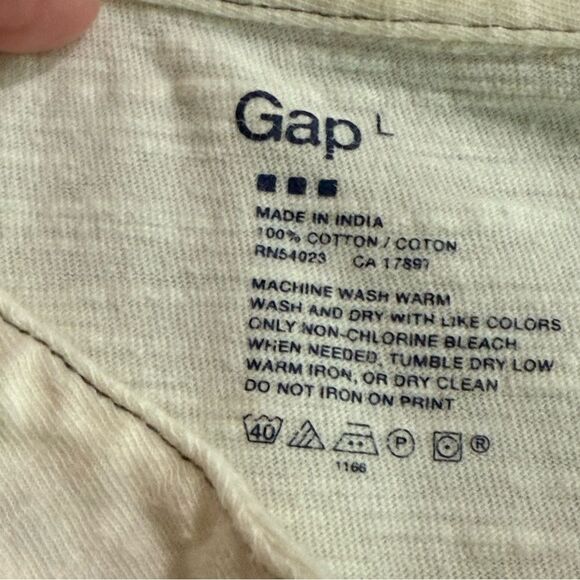 Gap L
MADE IN INDIA
100% COTTON / COTON
RN54023 CA 17897
MACHINE WASH WARM
WASH AND DRY WITH LIKE COLORS
ONLY NON-CHLORINE BLEACH
WHEN NEEDED, TUMBLE DRY LOW
WARM IRON, OR DRY CLEAN
DO NOT IRON ON PRINT
40 P ®
1166